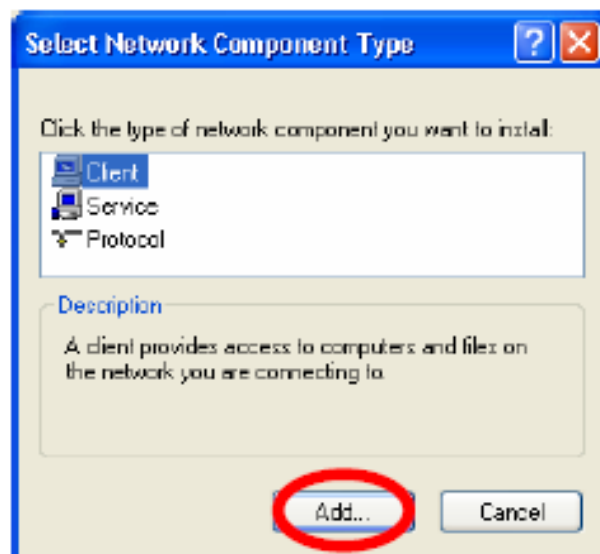 Select Network Component Type
?
Click the type of network component you want to install:
Client
Service
Protocol
Description
A client provides access to computers and files on
the network you are connecting to.
Add...
Cancel